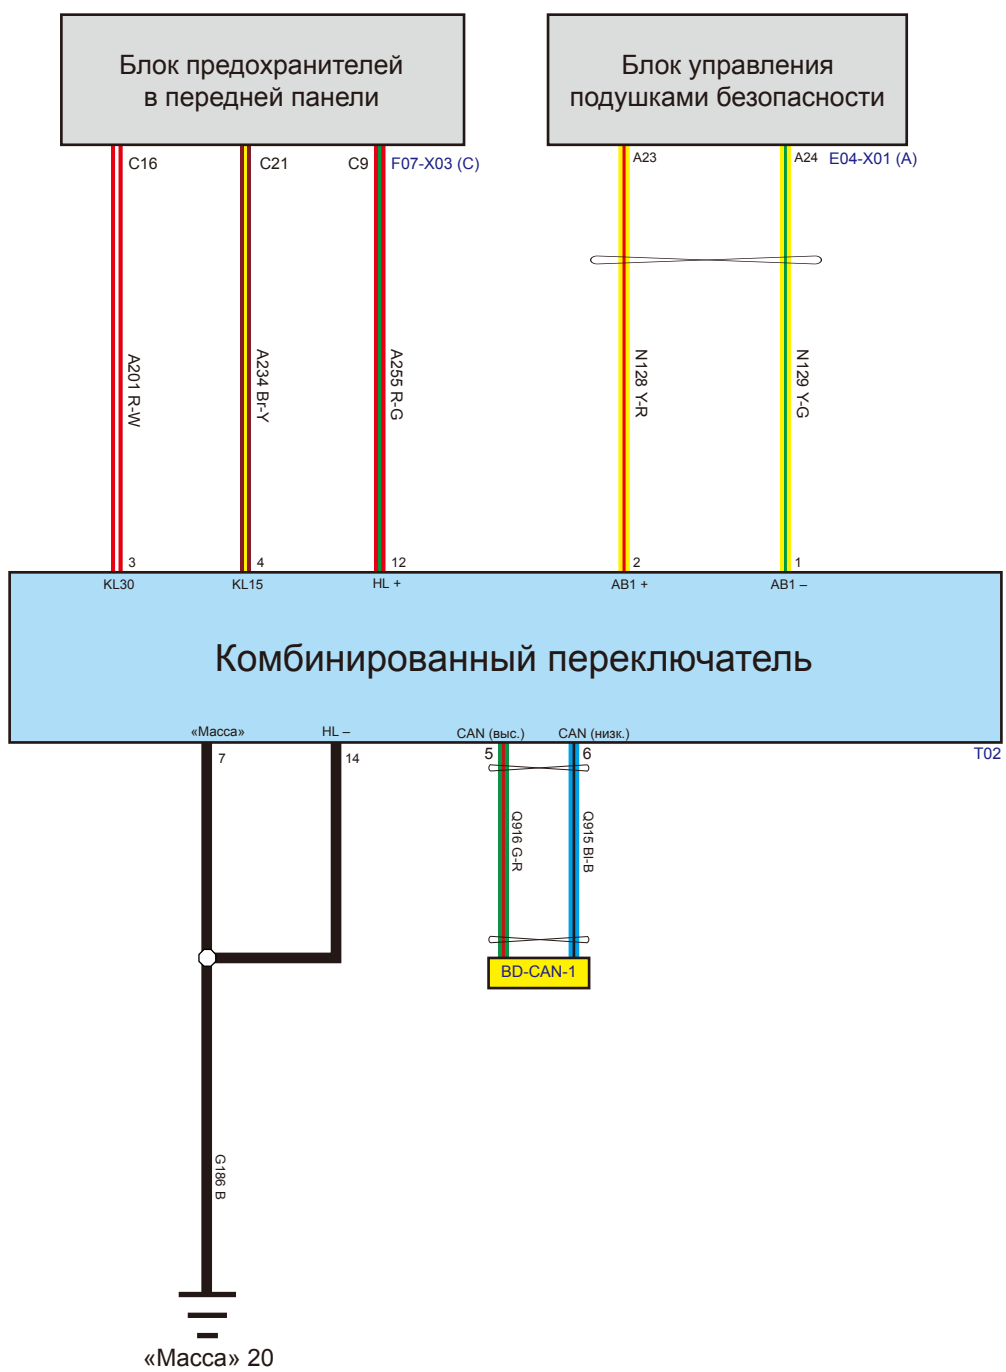 Блок предохранителей
в передней панели
Блок управления
подушками безопасности
C16
C21
C9
F07-X03 (C)
A23
A24
E04-X01 (A)
A201 R-W
A234 Br-Y
A255 R-G
N128 Y-R
N129 Y-G
3
4
12
2
1
KL30
KL15
HL +
AB1 +
AB1 –
Комбинированный переключатель
«Масса»
HL –
CAN (выс.)
CAN (низк.)
7
14
5
6
T02
Q916 G-R
Q915 Bl-B
BD-CAN-1
G186 B
«Масса» 20